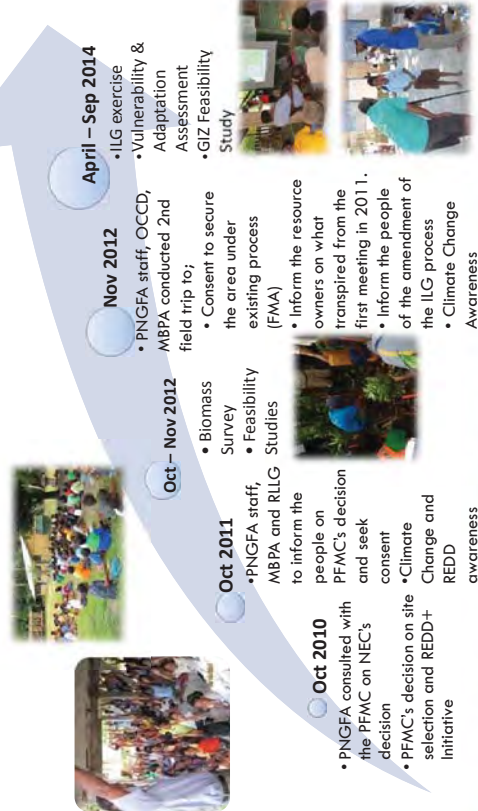 Oct 2010
• PNGFA consulted with
the PFMC on NEC's
decision
• PFMC's decision on site
selection and REDD+
Initiative
Oct 2011
•PNGFA staff,
MBPA and RLLG
to inform the
people on
PFMC's decision
and seek
consent
•Climate
Change and
REDD
awareness
Oct – Nov 2012
• Biomass
Survey
• Feasibility
Studies
Nov 2012
• PNGFA staff, OCCD,
MBPA conducted 2nd
field trip to;
• Consent to secure
the area under
existing process
(FMA)
• Inform the resource
owners on what
transpired from the
first meeting in 2011.
• Inform the people
of the amendment of
the ILG process
• Climate Change
Awareness
April – Sep 2014
•ILG exercise
•Vulnerability &
Adaptation
Assessment
•GIZ Feasibility
Study